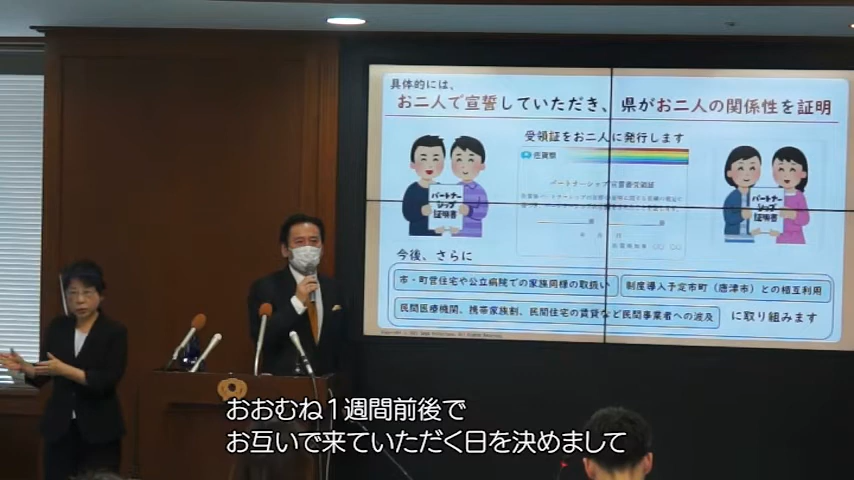 具体的には、
お二人で宣誓していただき、県がお二人の関係性を証明
受領証をお二人に発行します
佐賀県
パートナーシップ宣誓書受領証
年 月 日
パートナー
シップ
証明書
パートナー
シップ
証明書
今後、さらに
市・町営住宅や公立病院での家族同様の取扱い
制度導入予定市町（唐津市）との相互利用
民間医療機関、携帯家族割、民間住宅の賃貸など民間事業者への波及
に取り組みます
おおむね１週間前後で
お互いで来ていただく日を決めまして